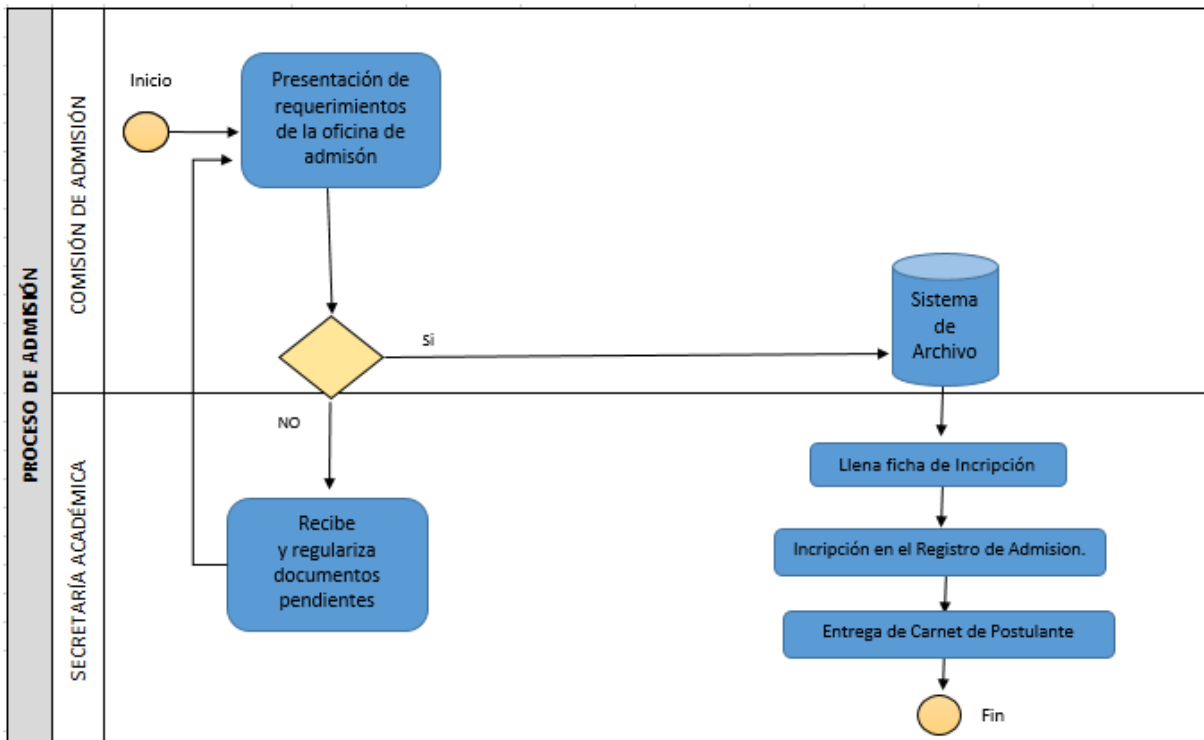 PROCESO DE ADMISIÓN
COMISIÓN DE ADMISIÓN
Inicio
Presentación de
requerimientos
de la oficina de
admisón
Si
Sistema
de
Archivo
SECRETARÍA ACADÉMICA
NO
Recibe
y regulariza
documentos
pendientes
Llena ficha de Incripción
Incripción en el Registro de Admision.
Entrega de Carnet de Postulante
Fin